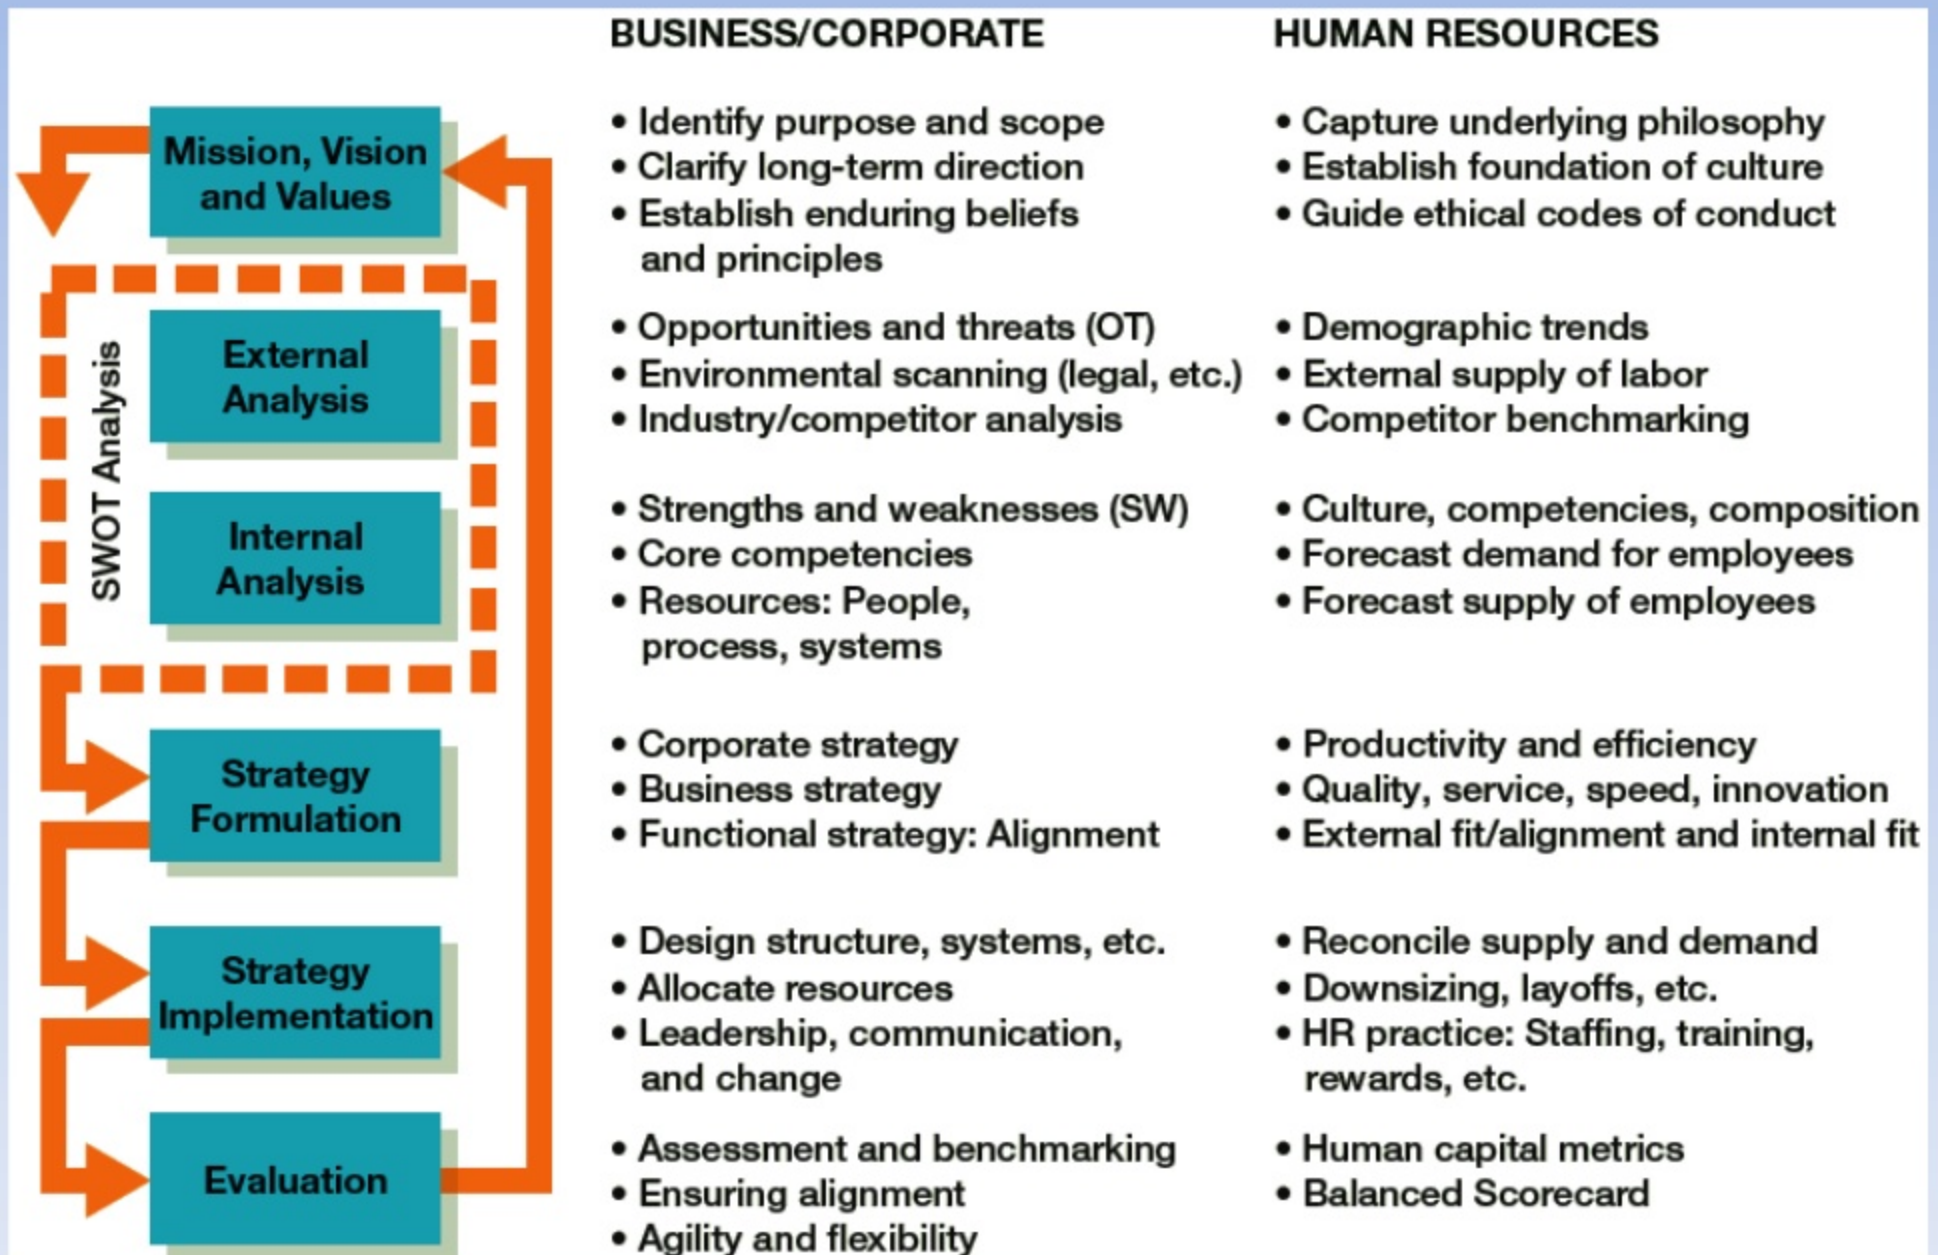 BUSINESS/CORPORATE
HUMAN RESOURCES
Mission, Vision
and Values
• Identify purpose and scope
• Clarify long-term direction
• Establish enduring beliefs
and principles
• Capture underlying philosophy
• Establish foundation of culture
• Guide ethical codes of conduct
SWOT Analysis
External
Analysis
• Opportunities and threats (OT)
• Environmental scanning (legal, etc.)
• Industry/competitor analysis
• Demographic trends
• External supply of labor
• Competitor benchmarking
Internal
Analysis
• Strengths and weaknesses (SW)
• Core competencies
• Resources: People,
process, systems
• Culture, competencies, composition
• Forecast demand for employees
• Forecast supply of employees
Strategy
Formulation
• Corporate strategy
• Business strategy
• Functional strategy: Alignment
• Productivity and efficiency
• Quality, service, speed, innovation
• External fit/alignment and internal fit
Strategy
Implementation
• Design structure, systems, etc.
• Allocate resources
• Leadership, communication,
and change
• Reconcile supply and demand
• Downsizing, layoffs, etc.
• HR practice: Staffing, training,
rewards, etc.
Evaluation
• Assessment and benchmarking
• Ensuring alignment
• Agility and flexibility
• Human capital metrics
• Balanced Scorecard